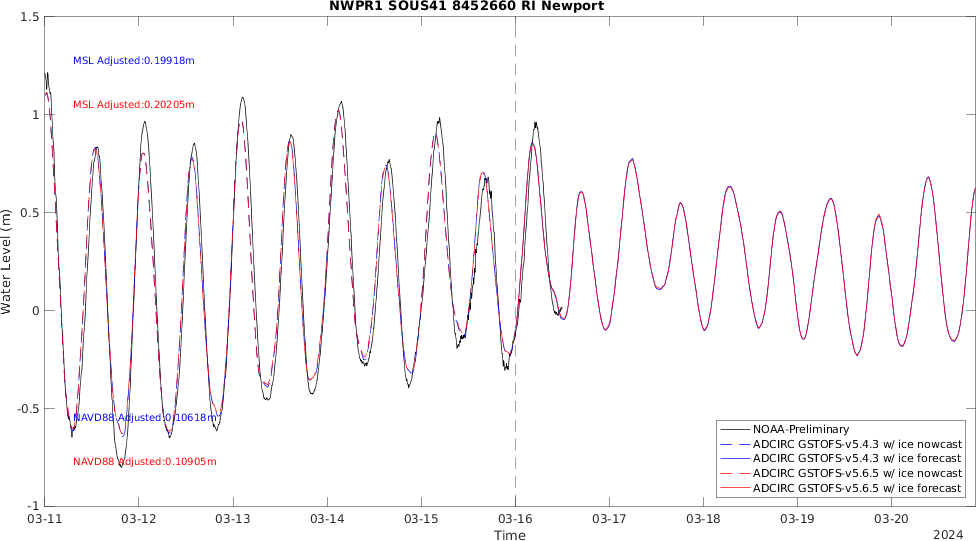 NWPR1 SOUS41 8452660 RI Newport
1.5
1
0.5
0
-0.5
-1
Water Level (m)
MSL Adjusted:0.19918m
MSL Adjusted:0.20205m
NAVD88 Adjusted:0.10618m
NAVD88 Adjusted:0.10905m
NOAA-Preliminary
ADCIRC GSTOFS-v5.4.3 w/ ice nowcast
ADCIRC GSTOFS-v5.4.3 w/ ice forecast
ADCIRC GSTOFS-v5.6.5 w/ ice nowcast
ADCIRC GSTOFS-v5.6.5 w/ ice forecast
03-11 03-12 03-13 03-14 03-15 03-16 03-17 03-18 03-19 03-20
Time
2024